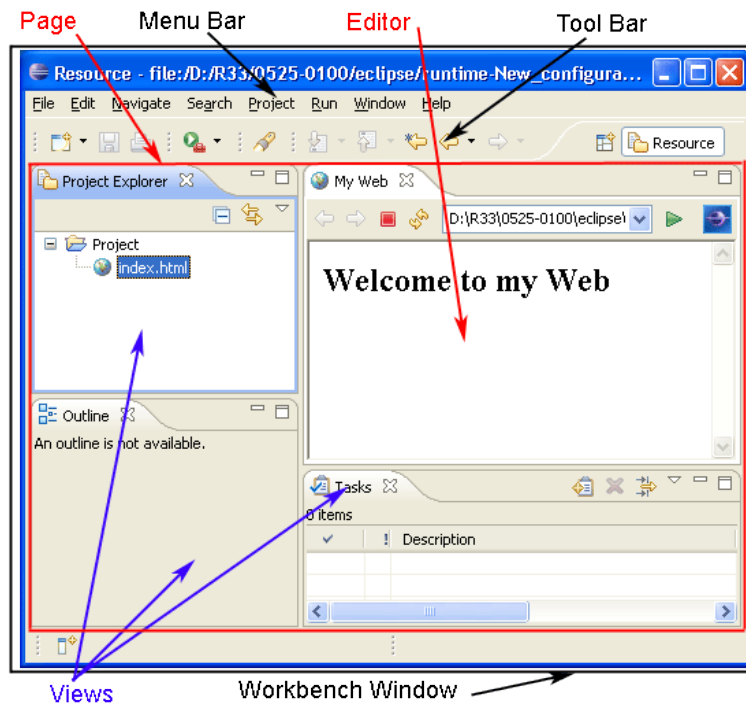 Page Menu Bar Editor Tool Bar
Resource - file:/D:/R33/0525-0100/eclipse/runtime-New_configura...
File Edit Navigate Search Project Run Window Help
Resource
Project Explorer
My Web
D:\R33\0525-0100\eclipse\
Project
index.html
Welcome to my Web
Outline
An outline is not available.
Tasks
0 items
! Description
Views
Workbench Window